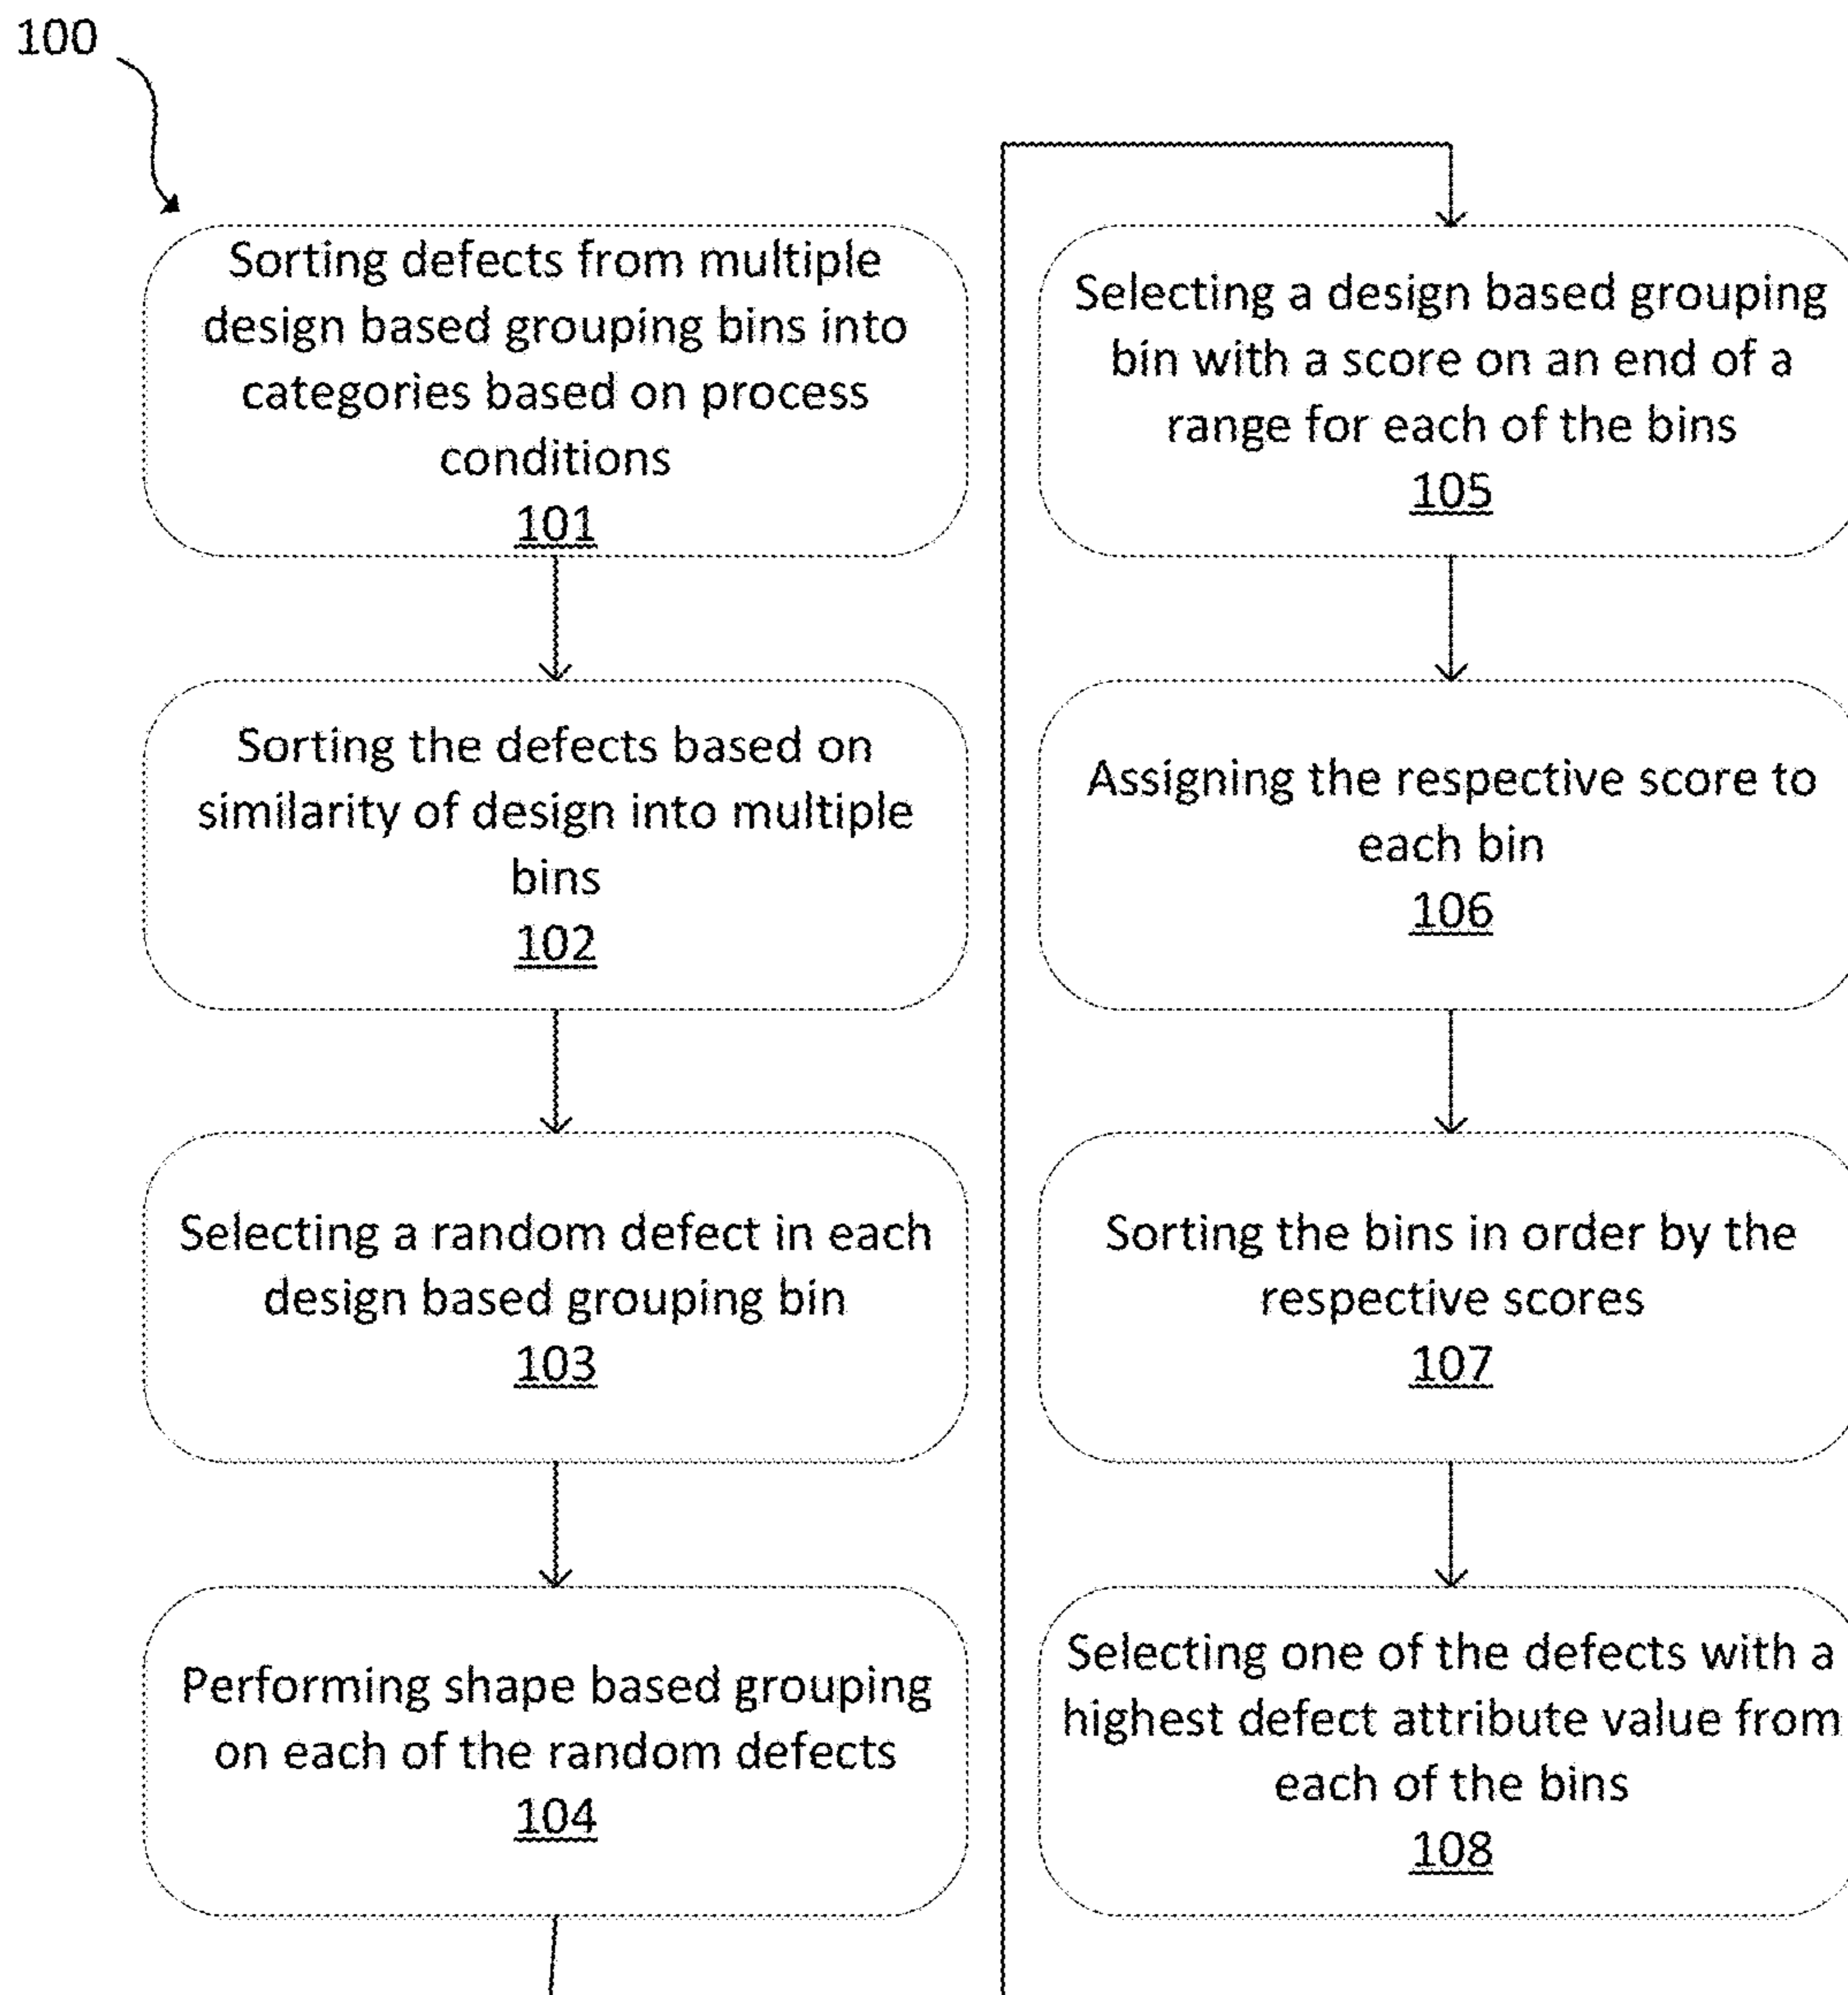 100
Sorting defects from multiple
design based grouping bins into
categories based on process
conditions
101
Sorting the defects based on
similarity of design into multiple
bins
102
Selecting a random defect in each
design based grouping bin
103
Performing shape based grouping
on each of the random defects
104
Selecting a design based grouping
bin with a score on an end of a
range for each of the bins
105
Assigning the respective score to
each bin
106
Sorting the bins in order by the
respective scores
107
Selecting one of the defects with a
highest defect attribute value from
each of the bins
108